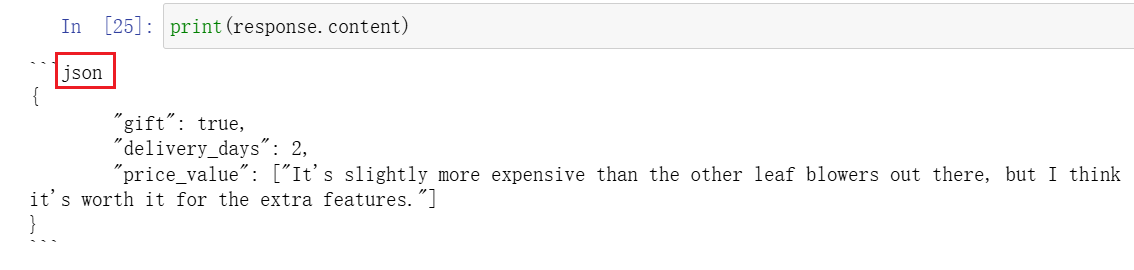 In [25]: print(response.content)
```json
{
        "gift": true,
        "delivery_days": 2,
        "price_value": ["It's slightly more expensive than the other leaf blowers out there, but I think
it's worth it for the extra features."]
}
```